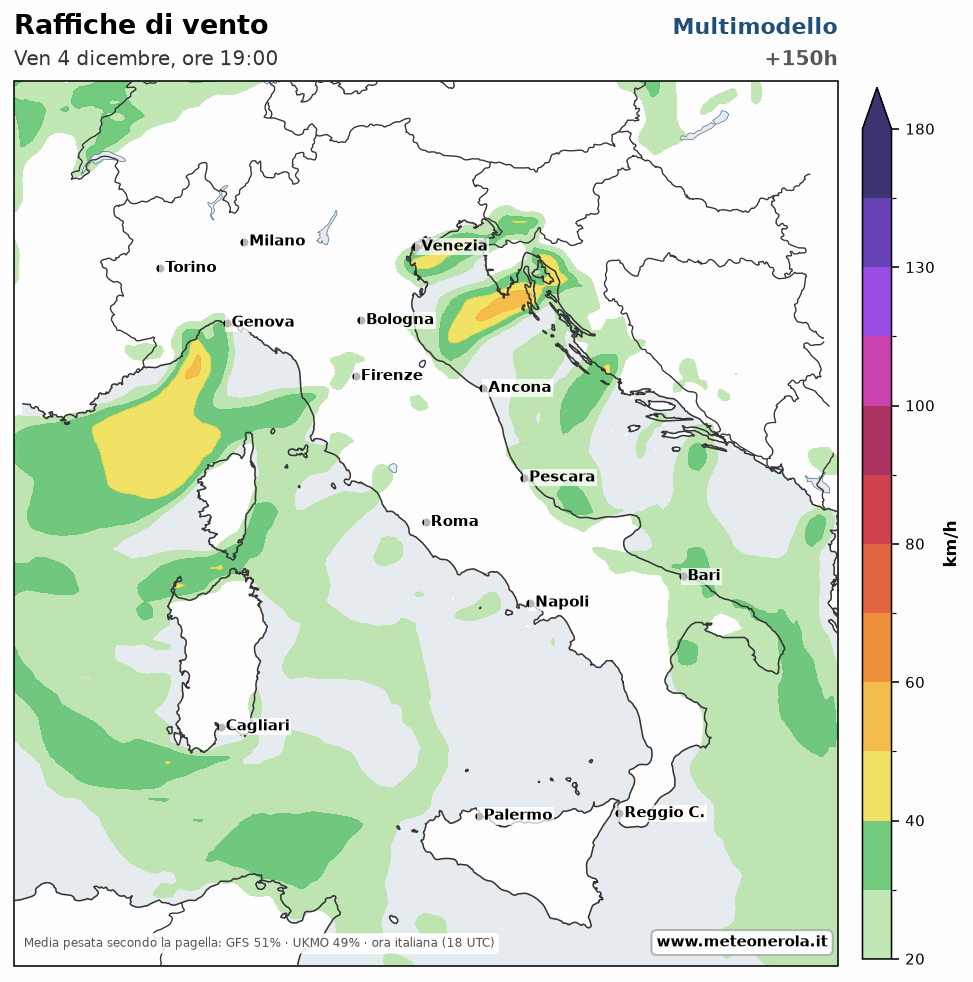 Raffiche di vento
Multimodello
Ven 4 dicembre, ore 19:00
+150h
180
130
100
80
60
40
20
km/h
Milano
Venezia
Torino
Genova
Bologna
Firenze
Ancona
Pescara
Roma
Bari
Napoli
Cagliari
Palermo
Reggio C.
Media pesata secondo la pagella: GFS 51% · UKMO 49% · ora italiana (18 UTC)
www.meteonerola.it